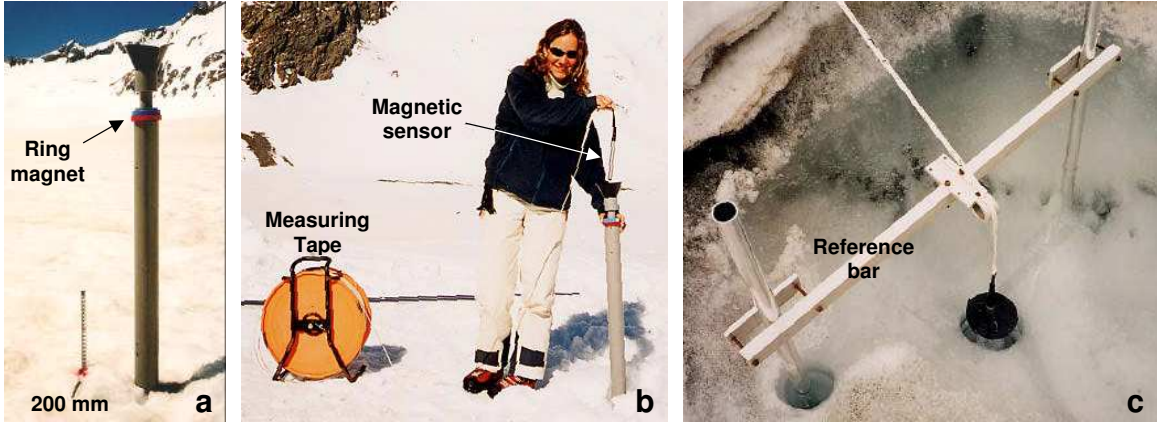 Ring
magnet
200 mm
a
Magnetic
sensor
Measuring
Tape
b
Reference
bar
c